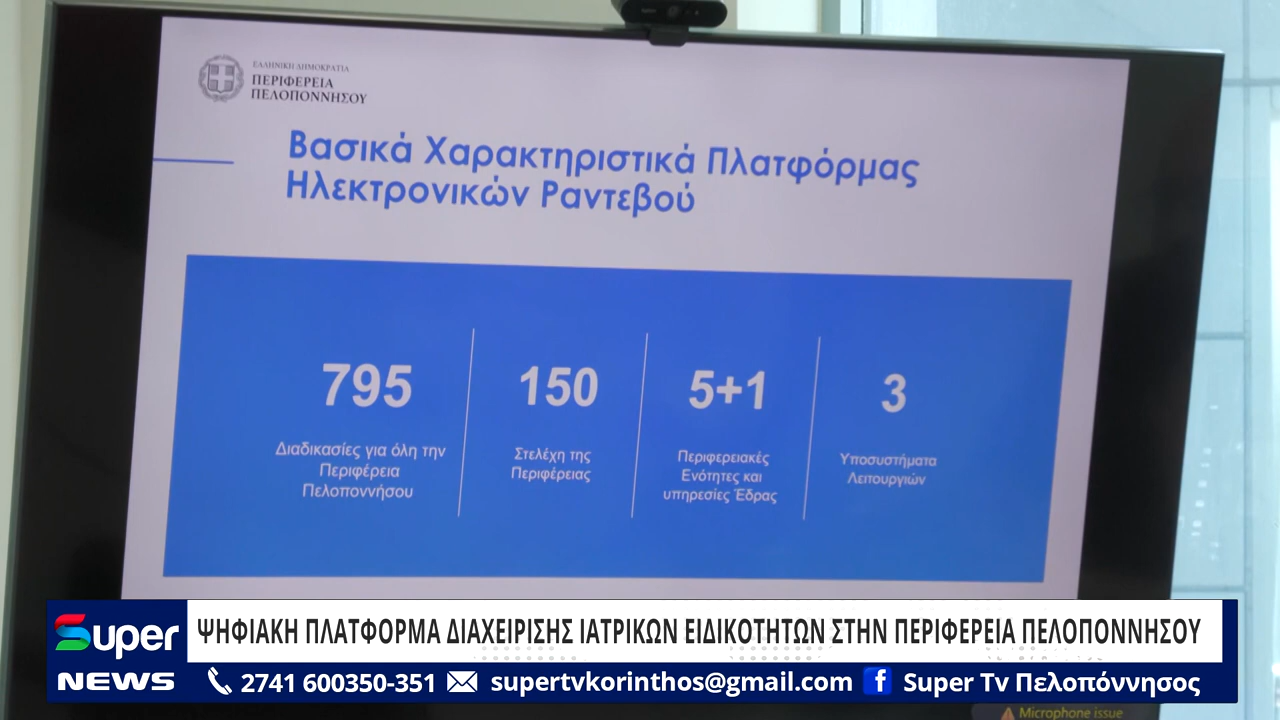 ΕΛΛΗΝΙΚΗ ΔΗΜΟΚΡΑΤΙΑ
ΠΕΡΙΦΕΡΕΙΑ
ΠΕΛΟΠΟΝΝΗΣΟΥ
Βασικά Χαρακτηριστικά Πλατφόρμας
Ηλεκτρονικών Ραντεβού
795
Διαδικασίες για όλη την
Περιφέρεια
Πελοποννήσου
150
Στελέχη της
Περιφέρειας
5+1
Περιφερειακές
Ενότητες και
υπηρεσίες Έδρας
3
Υποσυστήματα
Λειτουργιών
Super
NEWS
ΨΗΦΙΑΚΗ ΠΛΑΤΦΟΡΜΑ ΔΙΑΧΕΙΡΙΣΗΣ ΙΑΤΡΙΚΩΝ ΕΙΔΙΚΟΤΗΤΩΝ ΣΤΗΝ ΠΕΡΙΦΕΡΕΙΑ ΠΕΛΟΠΟΝΝΗΣΟΥ
2741 600350-351 supertvkorinthos@gmail.com f Super Tv Πελοπόννησος
Microphone issue